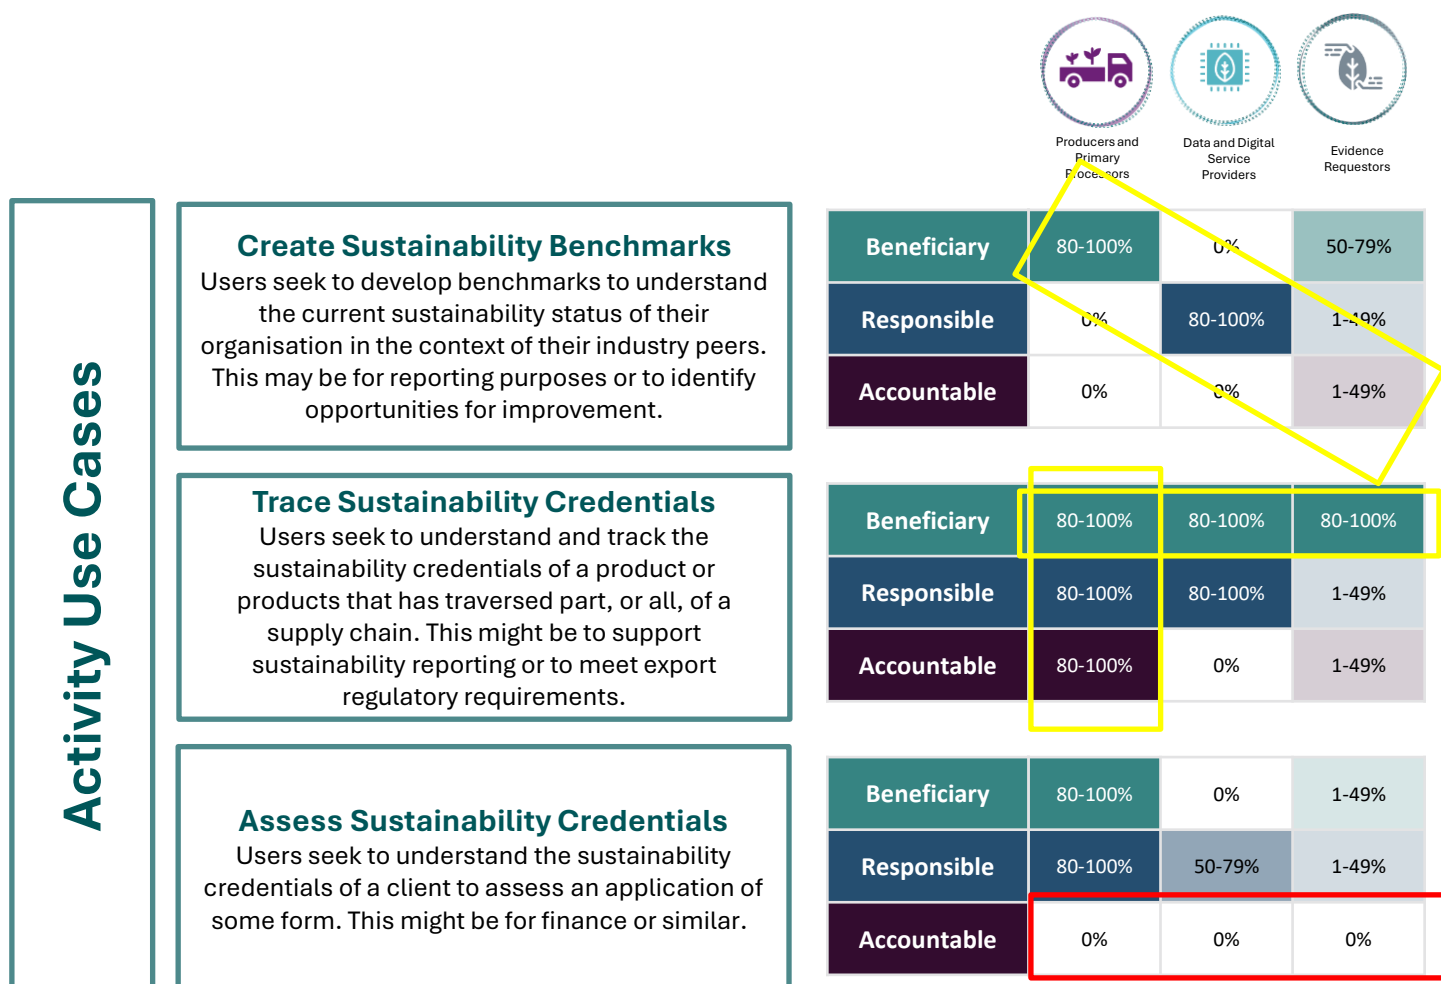 Producers and
Primary
Processors
Data and Digital
Service
Providers
Evidence
Requestors
Activity Use Cases
Create Sustainability Benchmarks
Users seek to develop benchmarks to understand
the current sustainability status of their
organisation in the context of their industry peers.
This may be for reporting purposes or to identify
opportunities for improvement.
Beneficiary 80-100% 0% 50-79%
Responsible 0% 80-100% 1-49%
Accountable 0% 0% 1-49%
Trace Sustainability Credentials
Users seek to understand and track the
sustainability credentials of a product or
products that has traversed part, or all, of a
supply chain. This might be to support
sustainability reporting or to meet export
regulatory requirements.
Beneficiary 80-100% 80-100% 80-100%
Responsible 80-100% 80-100% 1-49%
Accountable 80-100% 0% 1-49%
Assess Sustainability Credentials
Users seek to understand the sustainability
credentials of a client to assess an application of
some form. This might be for finance or similar.
Beneficiary 80-100% 0% 1-49%
Responsible 80-100% 50-79% 1-49%
Accountable 0% 0% 0%